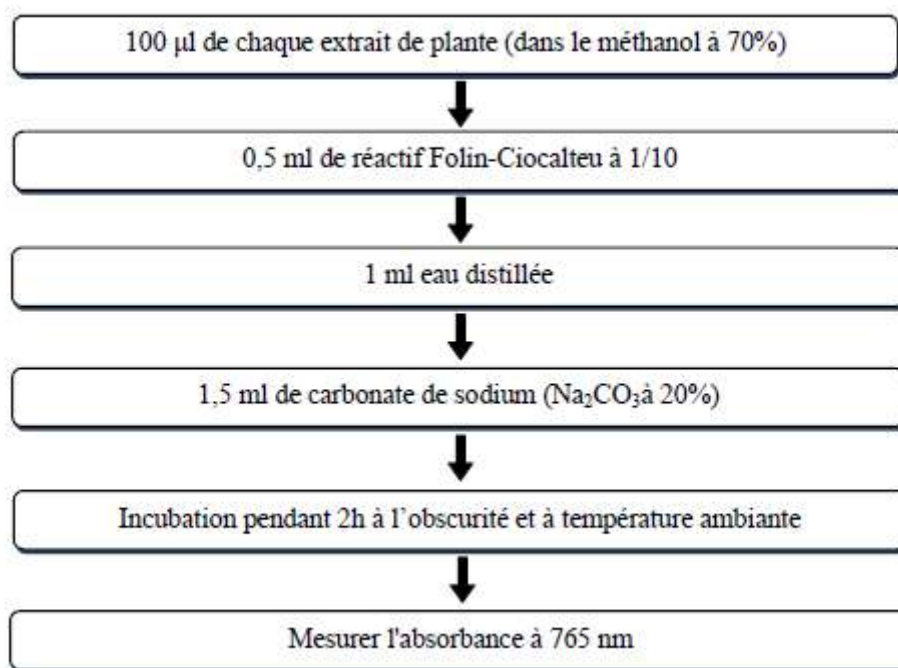 100 µl de chaque extrait de plante (dans le méthanol à 70%)
0,5 ml de réactif Folin-Ciocalteu à 1/10
1 ml eau distillée
1,5 ml de carbonate de sodium (Na₂CO₃à 20%)
Incubation pendant 2h à l’obscurité et à température ambiante
Mesurer l'absorbance à 765 nm